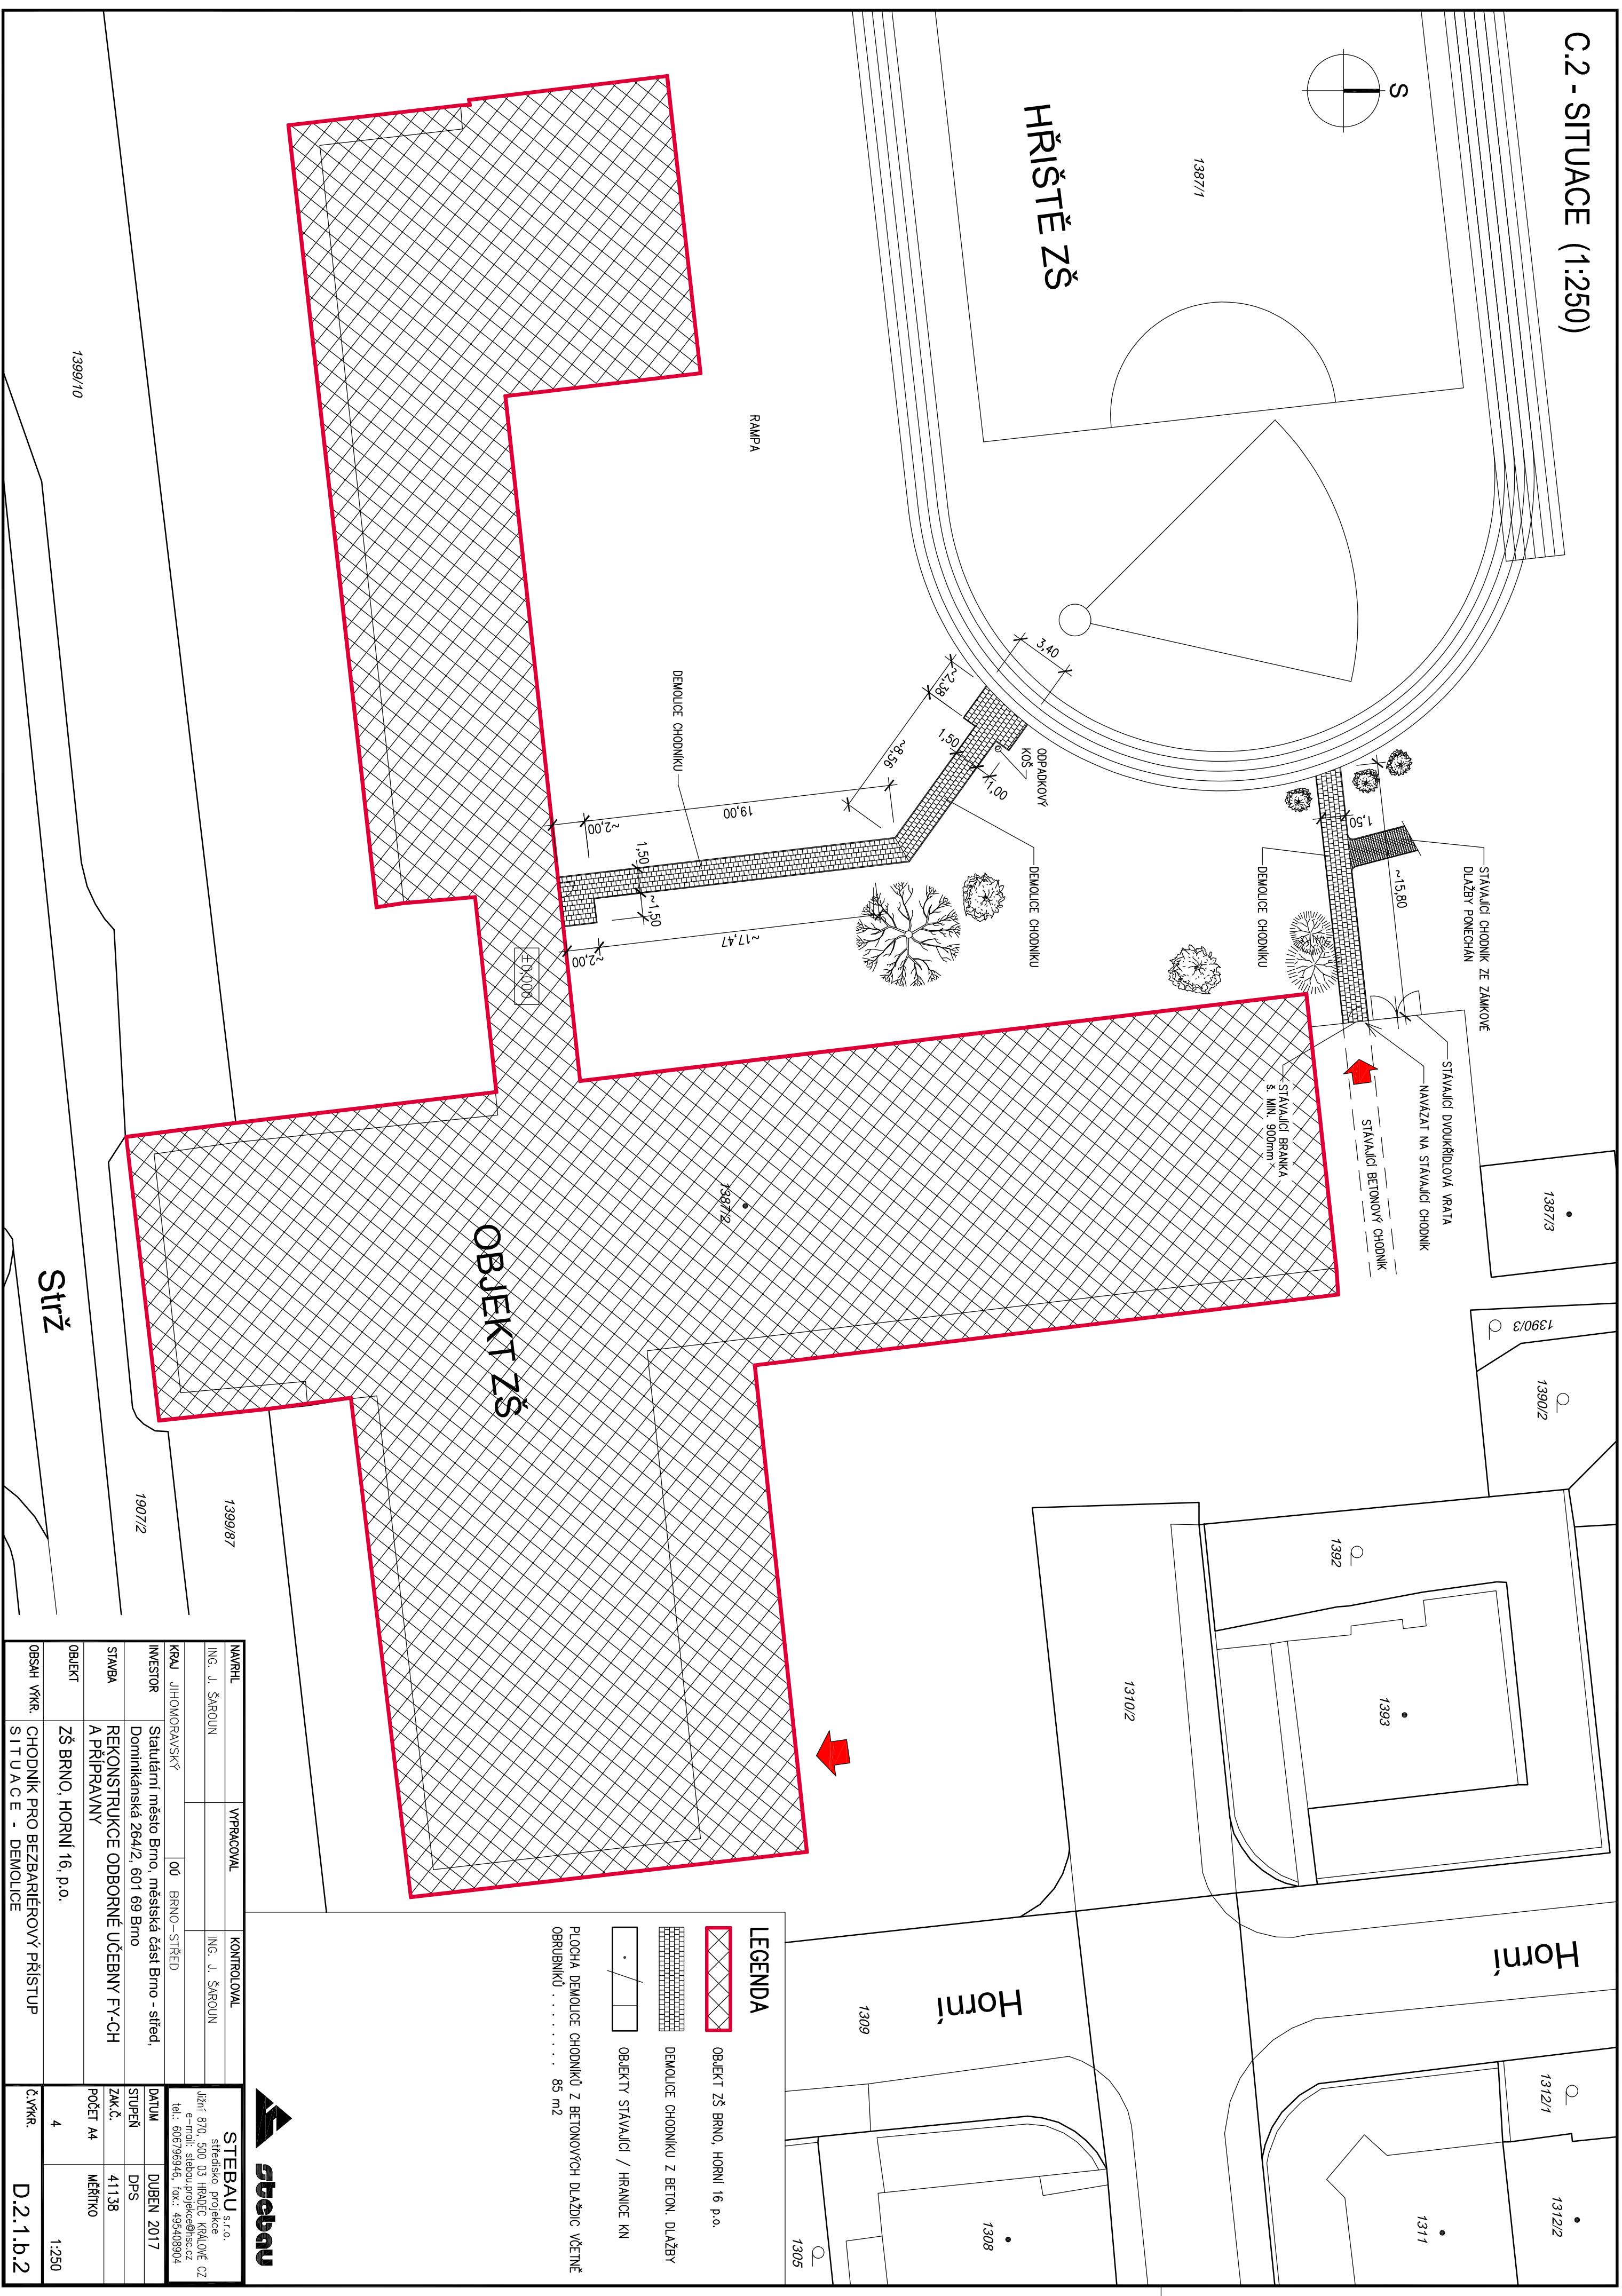 C.2 - SITUACE (1:250)
S
HŘIŠTĚ ZŠ
1387/1
RAMPA
3,40
~2,38
~8,56
1,50
1,00
ODPADKOVÝ
KOŠ
DEMOLICE CHODNÍKU
19,00
~2,00
1,50
~1,50
~17,47
~2,00
±0,000
DEMOLICE CHODNÍKU
DEMOLICE CHODNÍKU
1,50
~15,80
STÁVAJÍCÍ CHODNÍK ZE ZÁMKOVÉ
DLAŽBY PONECHÁN
STÁVAJÍCÍ DVOUKŘÍDLOVÁ VRATA
NAVÁZAT NA STÁVAJÍCÍ CHODNÍK
STÁVAJÍCÍ BETONOVÝ CHODNÍK
STÁVAJÍCÍ BRANKA
š. MIN. 900mm
1387/3
1390/3
1390/2
1392
1393
1310/2
1387/2
OBJEKT ZŠ
1399/10
Strž
1907/2
1399/87
Horní
Horní
1309
1312/1
1312/2
1311
1308
1305
LEGENDA
OBJEKT ZŠ BRNO, HORNÍ 16 p.o.
DEMOLICE CHODNÍKU Z BETON. DLAŽBY
OBJEKTY STÁVAJÍCÍ / HRANICE KN
PLOCHA DEMOLICE CHODNÍKŮ Z BETONOVÝCH DLAŽDIC VČETNĚ
OBRUBNÍKŮ . . . . . . . . 85 m2
stebau
NAVRHL VYPRACOVAL KONTROLOVAL
ING. J. ŠAROUN ING. J. ŠAROUN
KRAJ JIHOMORAVSKÝ OÚ BRNO-STŘED
INVESTOR Statutární město Brno, městská část Brno - střed,
Dominikánská 264/2, 601 69 Brno
STAVBA REKONSTRUKCE ODBORNÉ UČEBNY FY-CH
A PŘÍPRAVNY
OBJEKT ZŠ BRNO, HORNÍ 16, p.o.
OBSAH VÝKR. CHODNÍK PRO BEZBARIÉROVÝ PŘÍSTUP
S I T U A C E - DEMOLICE
STEBAU s.r.o.
středisko projekce
Jižní 870, 500 03 HRADEC KRÁLOVÉ CZ
e-mail: stebau.projekce@hsc.cz
tel.: 606796946, fax.: 495408904
DATUM DUBEN 2017
STUPEŇ DPS
ZAK.Č. 41138
POČET A4 MĚŘÍTKO
4 1:250
Č.VÝKR. D.2.1.b.2